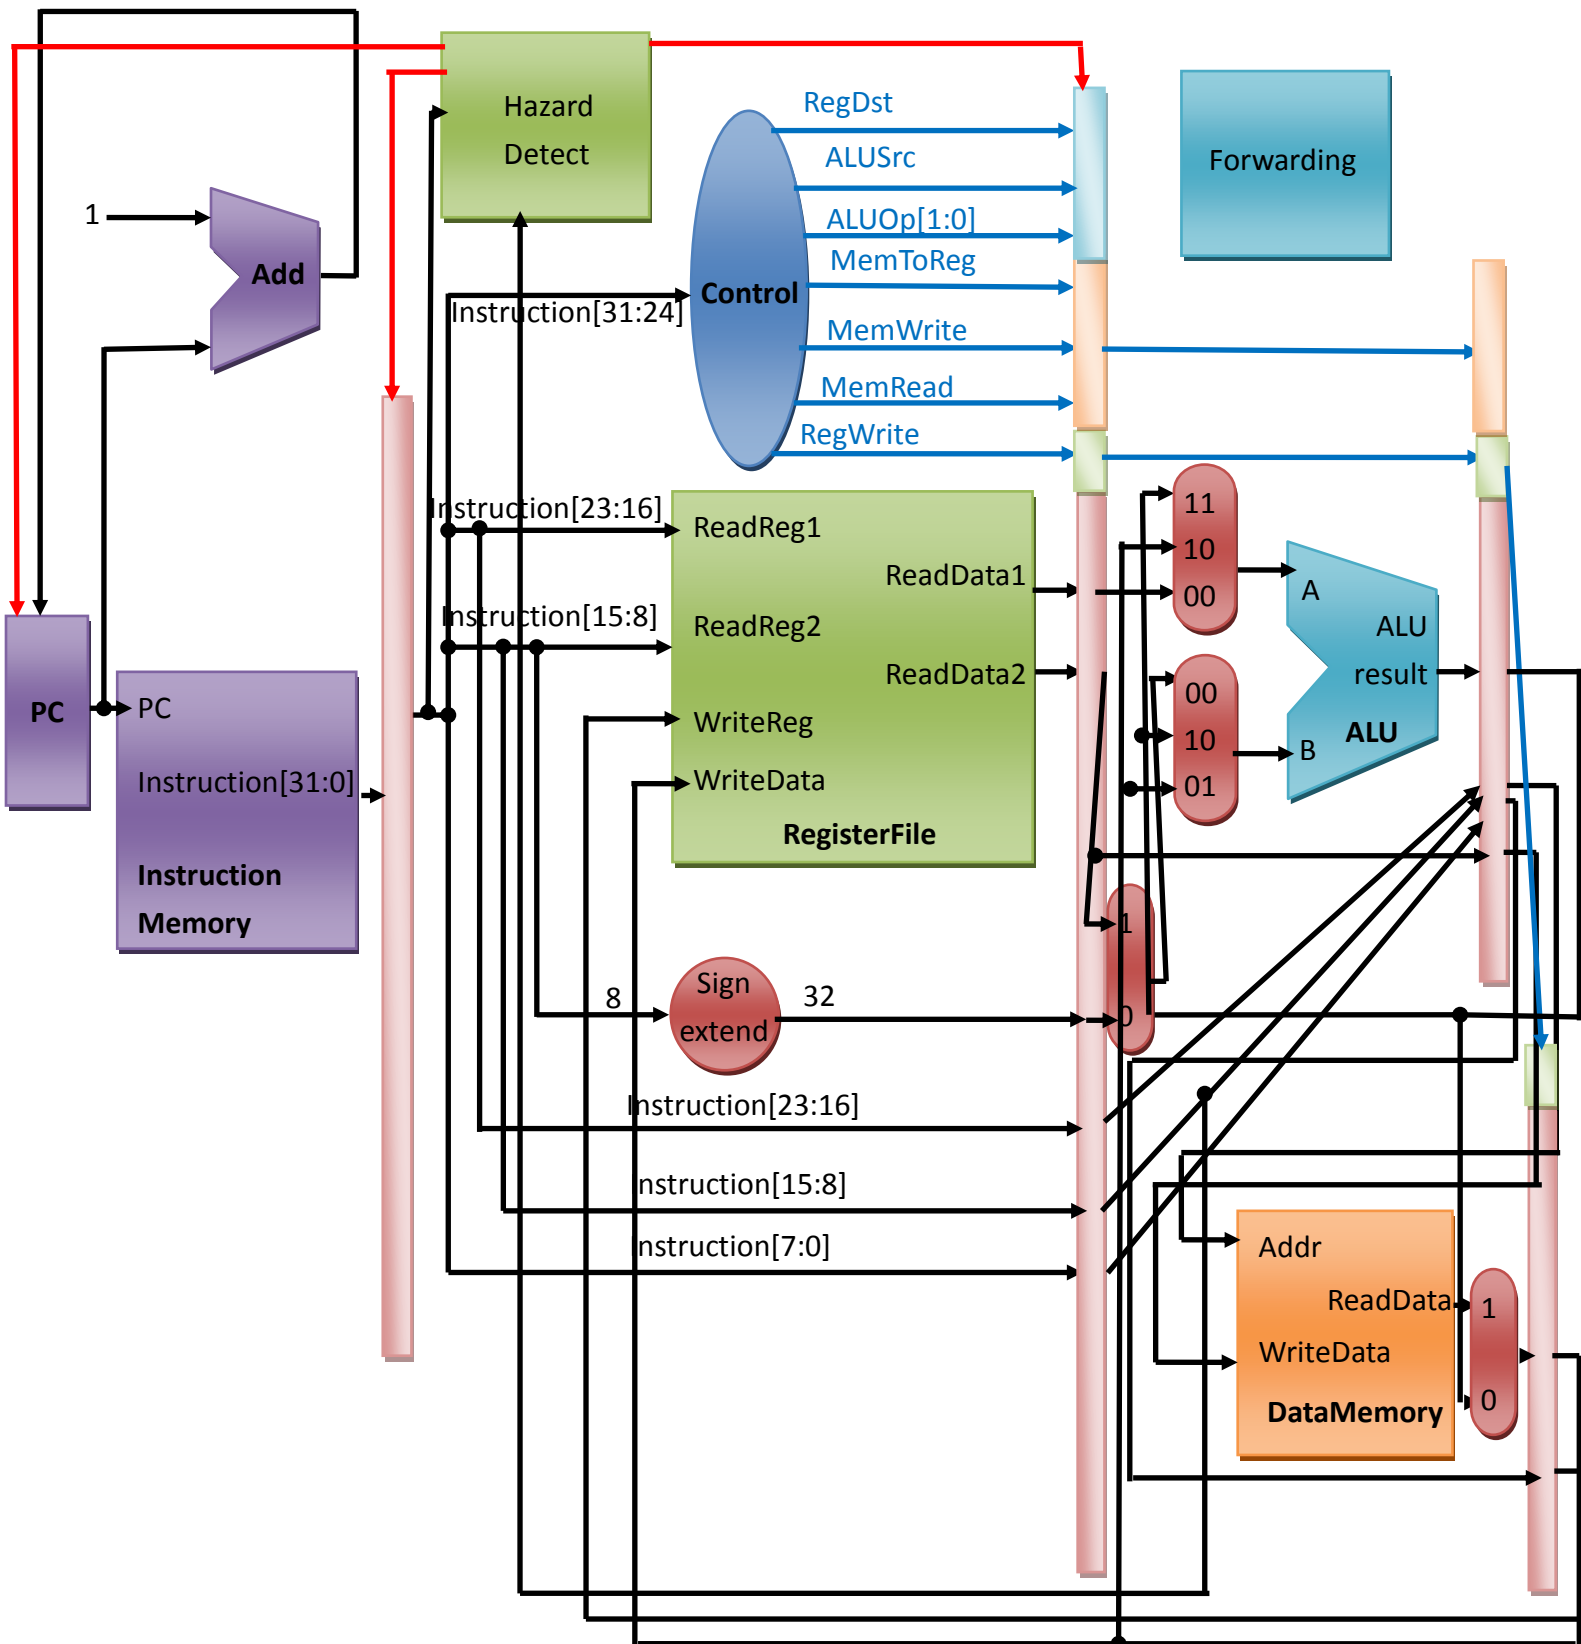 Hazard
Detect
RegDst
ALUSrc
ALUOp[1:0]
MemToReg
MemWrite
MemRead
RegWrite
Control
Forwarding
1
Add
Instruction[31:24]
Instruction[23:16]
Instruction[15:8]
ReadReg1
ReadData1
ReadReg2
ReadData2
WriteReg
WriteData
RegisterFile
11
10
00
00
10
01
A
ALU
result
ALU
B
PC
PC
Instruction[31:0]
Instruction
Memory
1
0
Sign
extend
8
32
Instruction[23:16]
Instruction[15:8]
Instruction[7:0]
Addr
ReadData
WriteData
DataMemory
1
0